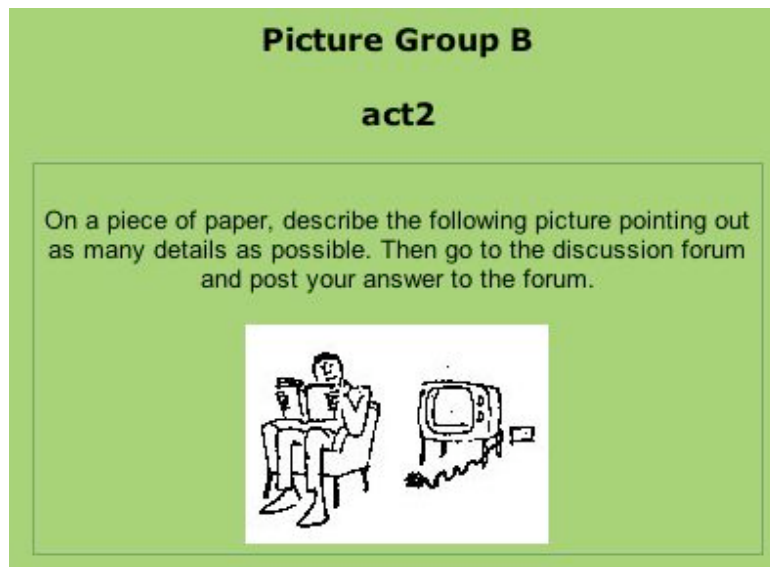 Picture Group B
act2
On a piece of paper, describe the following picture pointing out
as many details as possible. Then go to the discussion forum
and post your answer to the forum.